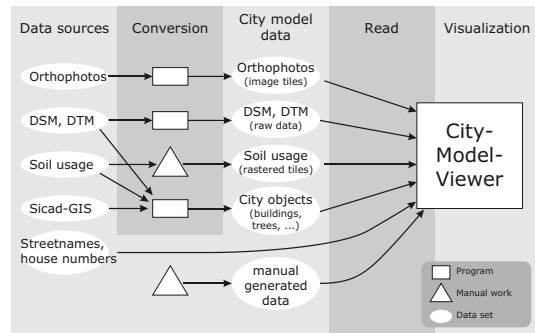 Data sources
Conversion
City model
data
Read
Visualization
Orthophotos
Orthophotos
(image tiles)
DSM, DTM
DSM, DTM
(raw data)
Soil usage
Soil usage
(rastered tiles)
Sicad-GIS
City objects
(buildings,
trees, ...)
Streetnames,
house numbers
manual
generated
data
City-
Model-
Viewer
Program
Manual work
Data set